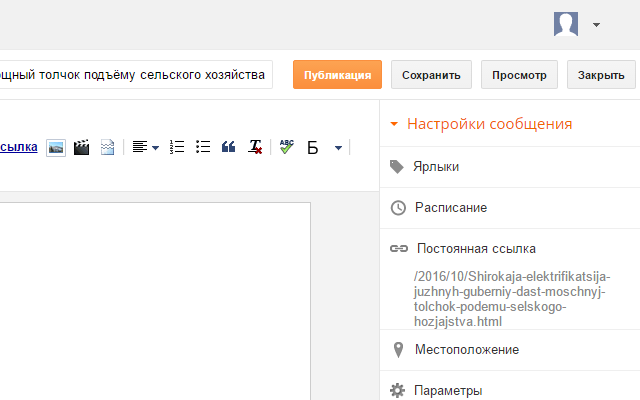 щный толчок подъёму сельского хозяйства
Публикация
Сохранить
Просмотр
Закрыть
сылка
ABC
Б
Настройки сообщения
Ярлыки
Расписание
Постоянная ссылка
/2016/10/Shirokaja-elektrifikatsija-
juzhnyh-guberniy-dast-moschnyj-
tolchok-podemu-selskogo-
hozjajstva.html
Местоположение
Параметры